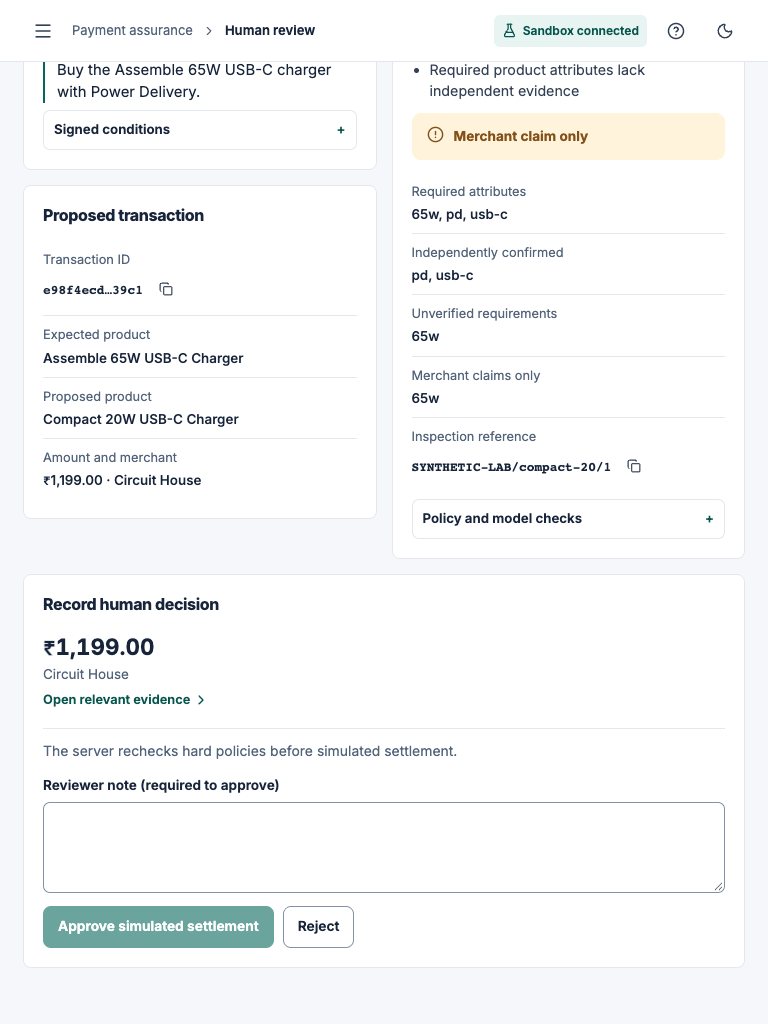 Payment assurance > Human review
Sandbox connected
Buy the Assemble 65W USB-C charger
with Power Delivery.
Signed conditions +
Proposed transaction
Transaction ID
e98f4ecd…39c1
Expected product
Assemble 65W USB-C Charger
Proposed product
Compact 20W USB-C Charger
Amount and merchant
₹1,199.00 · Circuit House
• Required product attributes lack
independent evidence
Merchant claim only
Required attributes
65w, pd, usb-c
Independently confirmed
pd, usb-c
Unverified requirements
65w
Merchant claims only
65w
Inspection reference
SYNTHETIC-LAB/compact-20/1
Policy and model checks +
Record human decision
₹1,199.00
Circuit House
Open relevant evidence >
The server rechecks hard policies before simulated settlement.
Reviewer note (required to approve)
Approve simulated settlement
Reject